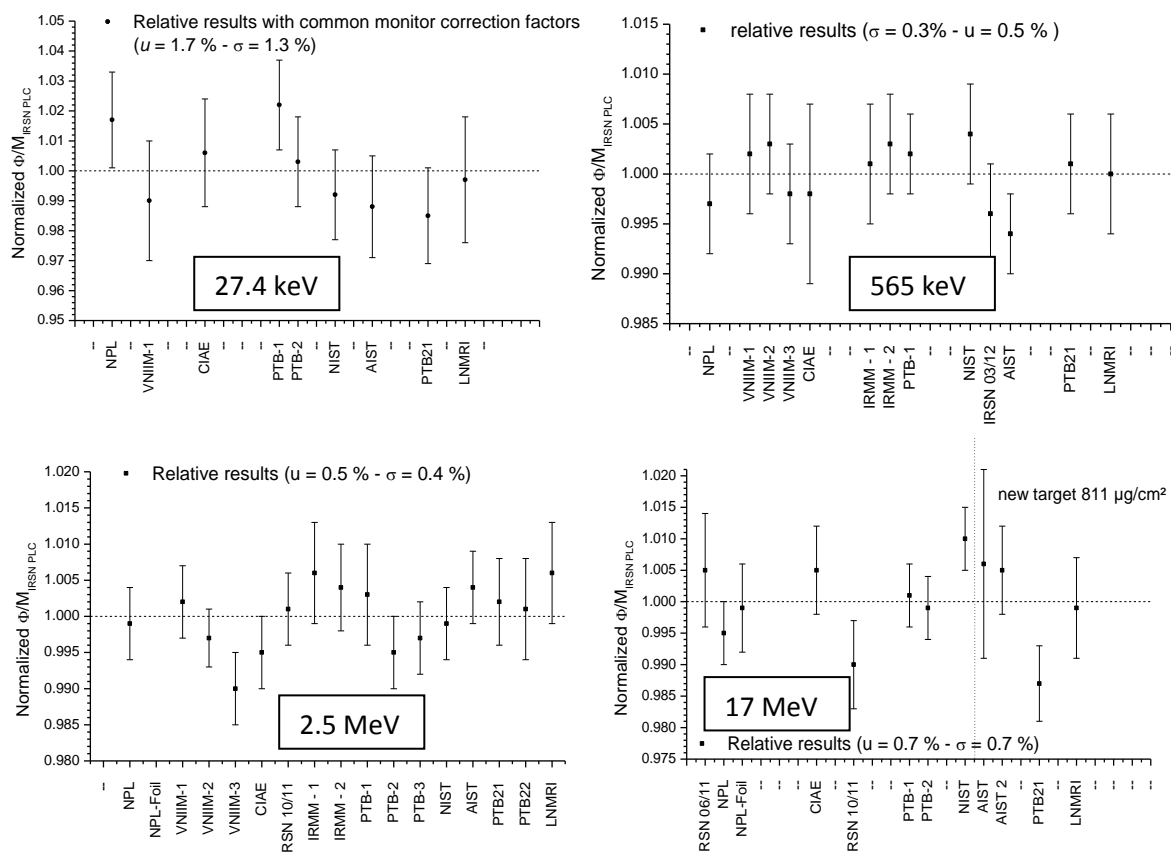 Relative results with common monitor correction factors
(u = 1.7 % - σ = 1.3 %)
Normalized Φ/M_IRSN PLC
1.05
1.04
1.03
1.02
1.01
1.00
0.99
0.98
0.97
0.96
0.95
27.4 keV
-- NPL -- VNIIM-1 -- -- CIAE -- -- -- PTB-1 PTB-2 -- NIST -- AIST -- -- PTB21 -- LNMRI -- -- --
relative results (σ = 0.3% - u = 0.5 % )
Normalized Φ/M_IRSN PLC
1.015
1.010
1.005
1.000
0.995
0.990
0.985
565 keV
-- NPL -- VNIIM-1 VNIIM-2 VNIIM-3 CIAE -- -- IRMM - 1 IRMM - 2 PTB-1 -- -- NIST IRSN 03/12 AIST -- -- PTB21 -- LNMRI -- --
Relative results (u = 0.5 % - σ = 0.4 %)
Normalized Φ/M_IRSN PLC
1.020
1.015
1.010
1.005
1.000
0.995
0.990
0.985
0.980
2.5 MeV
-- NPL NPL-Foil VNIIM-1 VNIIM-2 VNIIM-3 CIAE RSN 10/11 IRMM - 1 IRMM - 2 PTB-1 PTB-2 PTB-3 NIST AIST PTB21 PTB22 LNMRI
new target 811 µg/cm²
Normalized Φ/M_IRSN PLC
1.020
1.015
1.010
1.005
1.000
0.995
0.990
0.985
0.980
0.975
17 MeV
Relative results (u = 0.7 % - σ = 0.7 %)
RSN 06/11 NPL NPL-Foil -- -- -- CIAE -- RSN 10/11 -- -- PTB-1 PTB-2 -- NIST AIST AIST 2 -- PTB21 -- LNMRI -- -- --